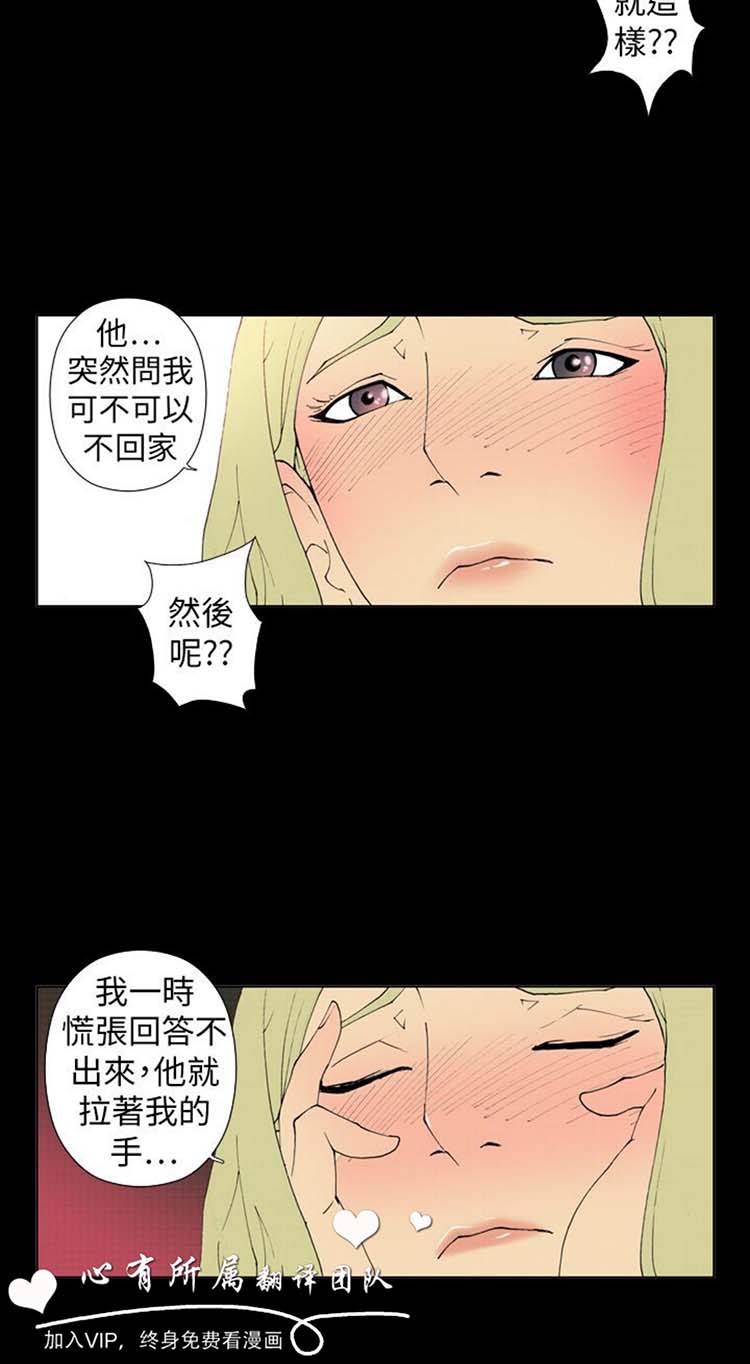 就這
樣??
他...
突然問我
可不可以
不回家
然後
呢??
我一時
慌張回答不
出來，他就
拉著我的
手...
心有所属翻译团队
加入VIP，终身免费看漫画